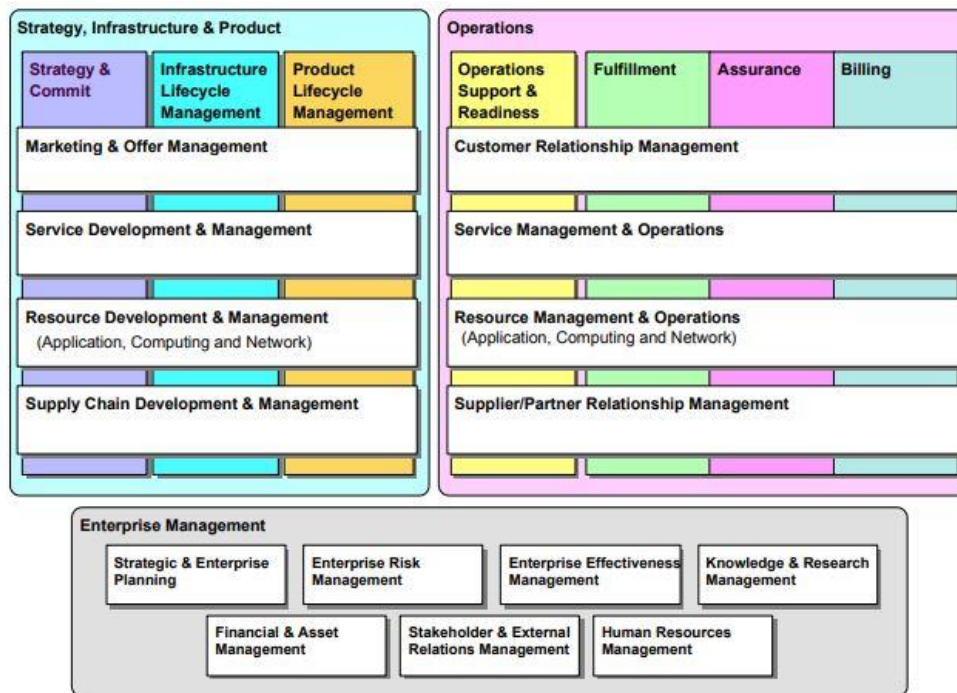 Strategy, Infrastructure & Product
Strategy &
Commit
Infrastructure
Lifecycle
Management
Product
Lifecycle
Management
Marketing & Offer Management
Service Development & Management
Resource Development & Management
(Application, Computing and Network)
Supply Chain Development & Management
Operations
Operations
Support &
Readiness
Fulfillment
Assurance
Billing
Customer Relationship Management
Service Management & Operations
Resource Management & Operations
(Application, Computing and Network)
Supplier/Partner Relationship Management
Enterprise Management
Strategic & Enterprise
Planning
Enterprise Risk
Management
Enterprise Effectiveness
Management
Knowledge & Research
Management
Financial & Asset
Management
Stakeholder & External
Relations Management
Human Resources
Management